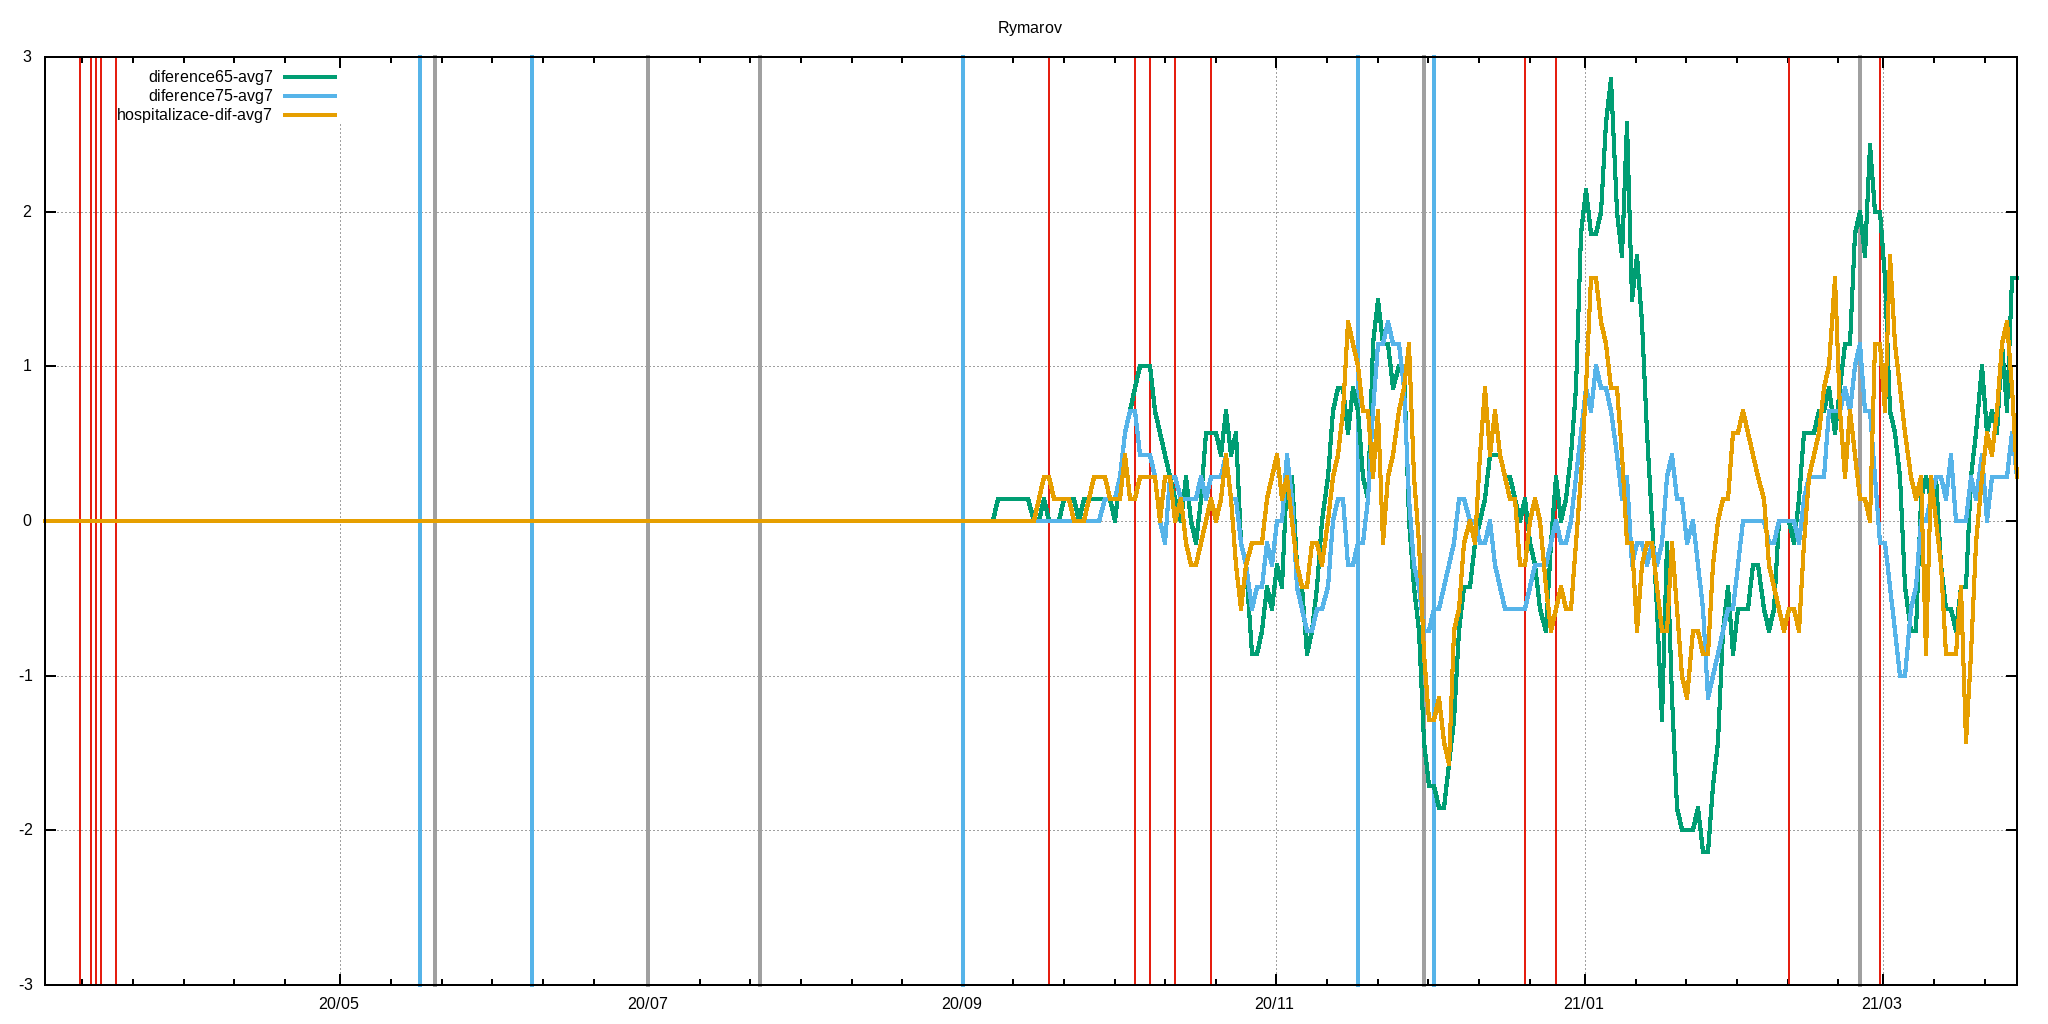 Rymarov
diference65-avg7
diference75-avg7
hospitalizace-dif-avg7
3
2
1
0
-1
-2
-3
20/05 20/07 20/09 20/11 21/01 21/03